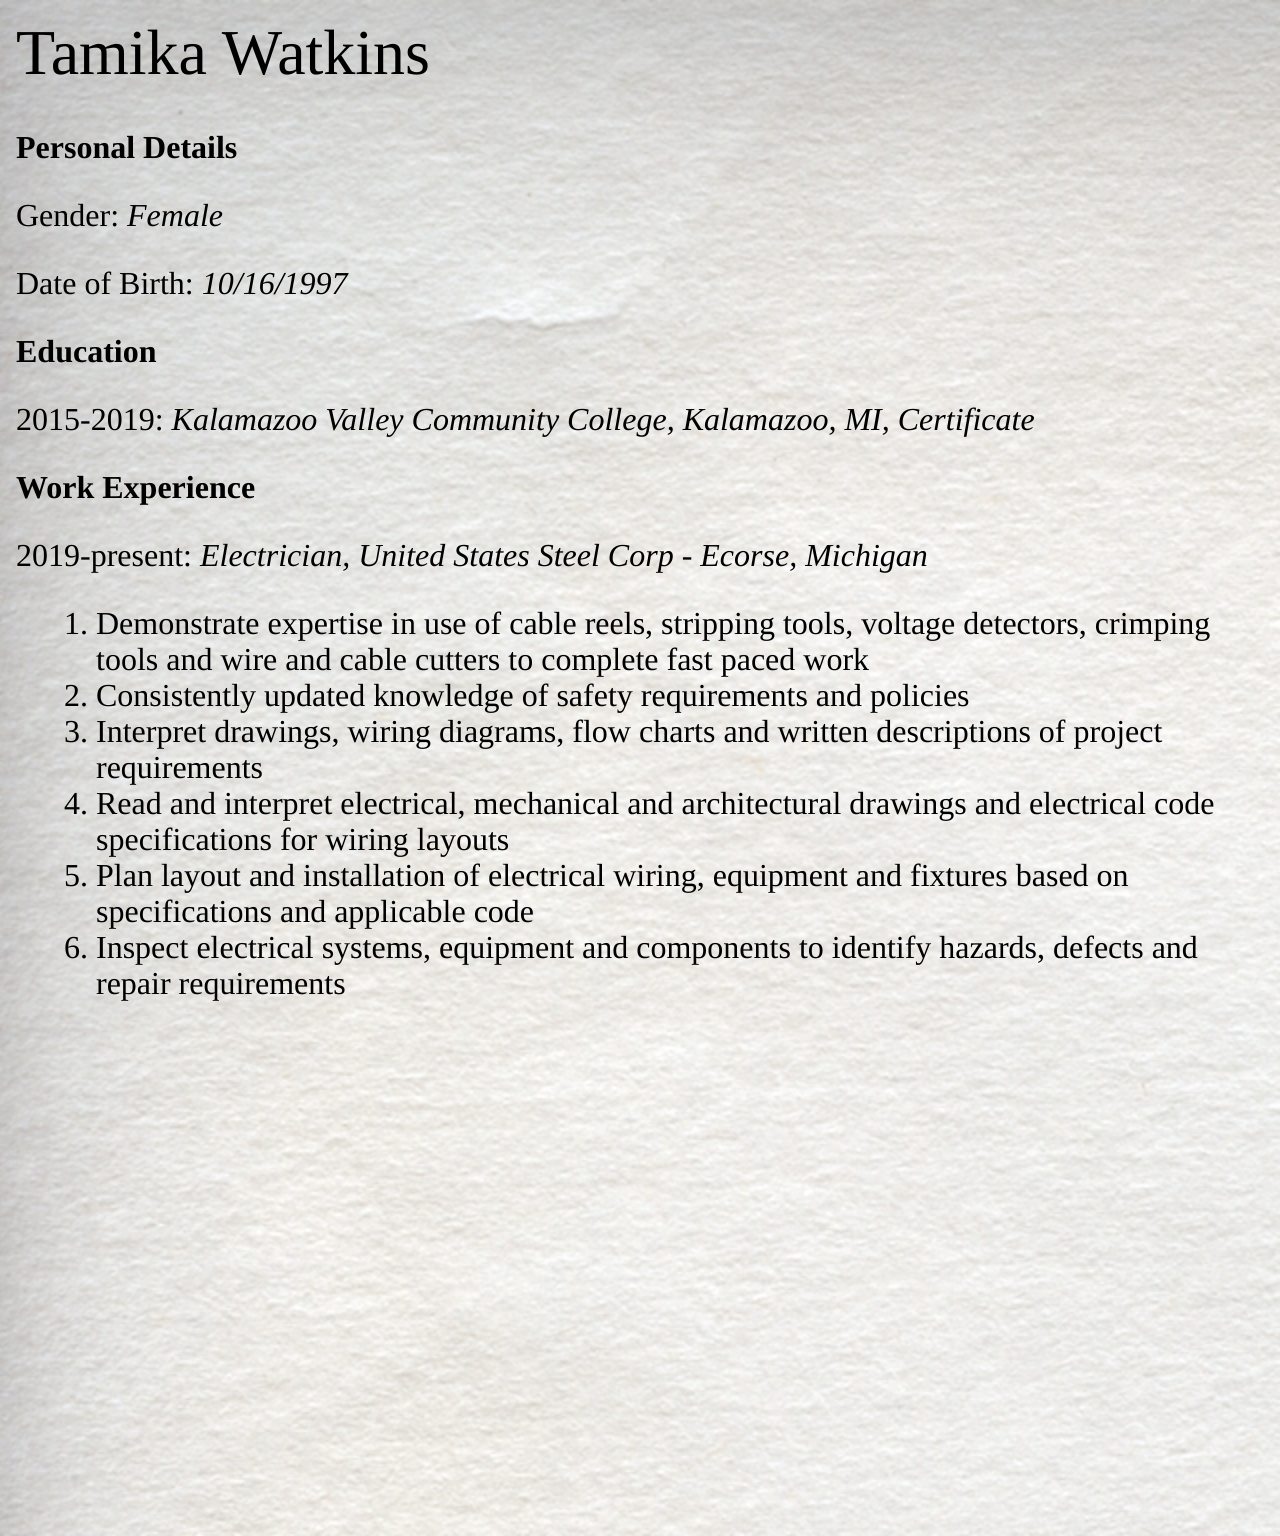 Tamika Watkins
Personal Details
Gender: Female
Date of Birth: 10/16/1997
Education
2015-2019: Kalamazoo Valley Community College, Kalamazoo, MI, Certificate
Work Experience
2019-present: Electrician, United States Steel Corp - Ecorse, Michigan
1. Demonstrate expertise in use of cable reels, stripping tools, voltage detectors, crimping
tools and wire and cable cutters to complete fast paced work
2. Consistently updated knowledge of safety requirements and policies
3. Interpret drawings, wiring diagrams, flow charts and written descriptions of project
requirements
4. Read and interpret electrical, mechanical and architectural drawings and electrical code
specifications for wiring layouts
5. Plan layout and installation of electrical wiring, equipment and fixtures based on
specifications and applicable code
6. Inspect electrical systems, equipment and components to identify hazards, defects and
repair requirements